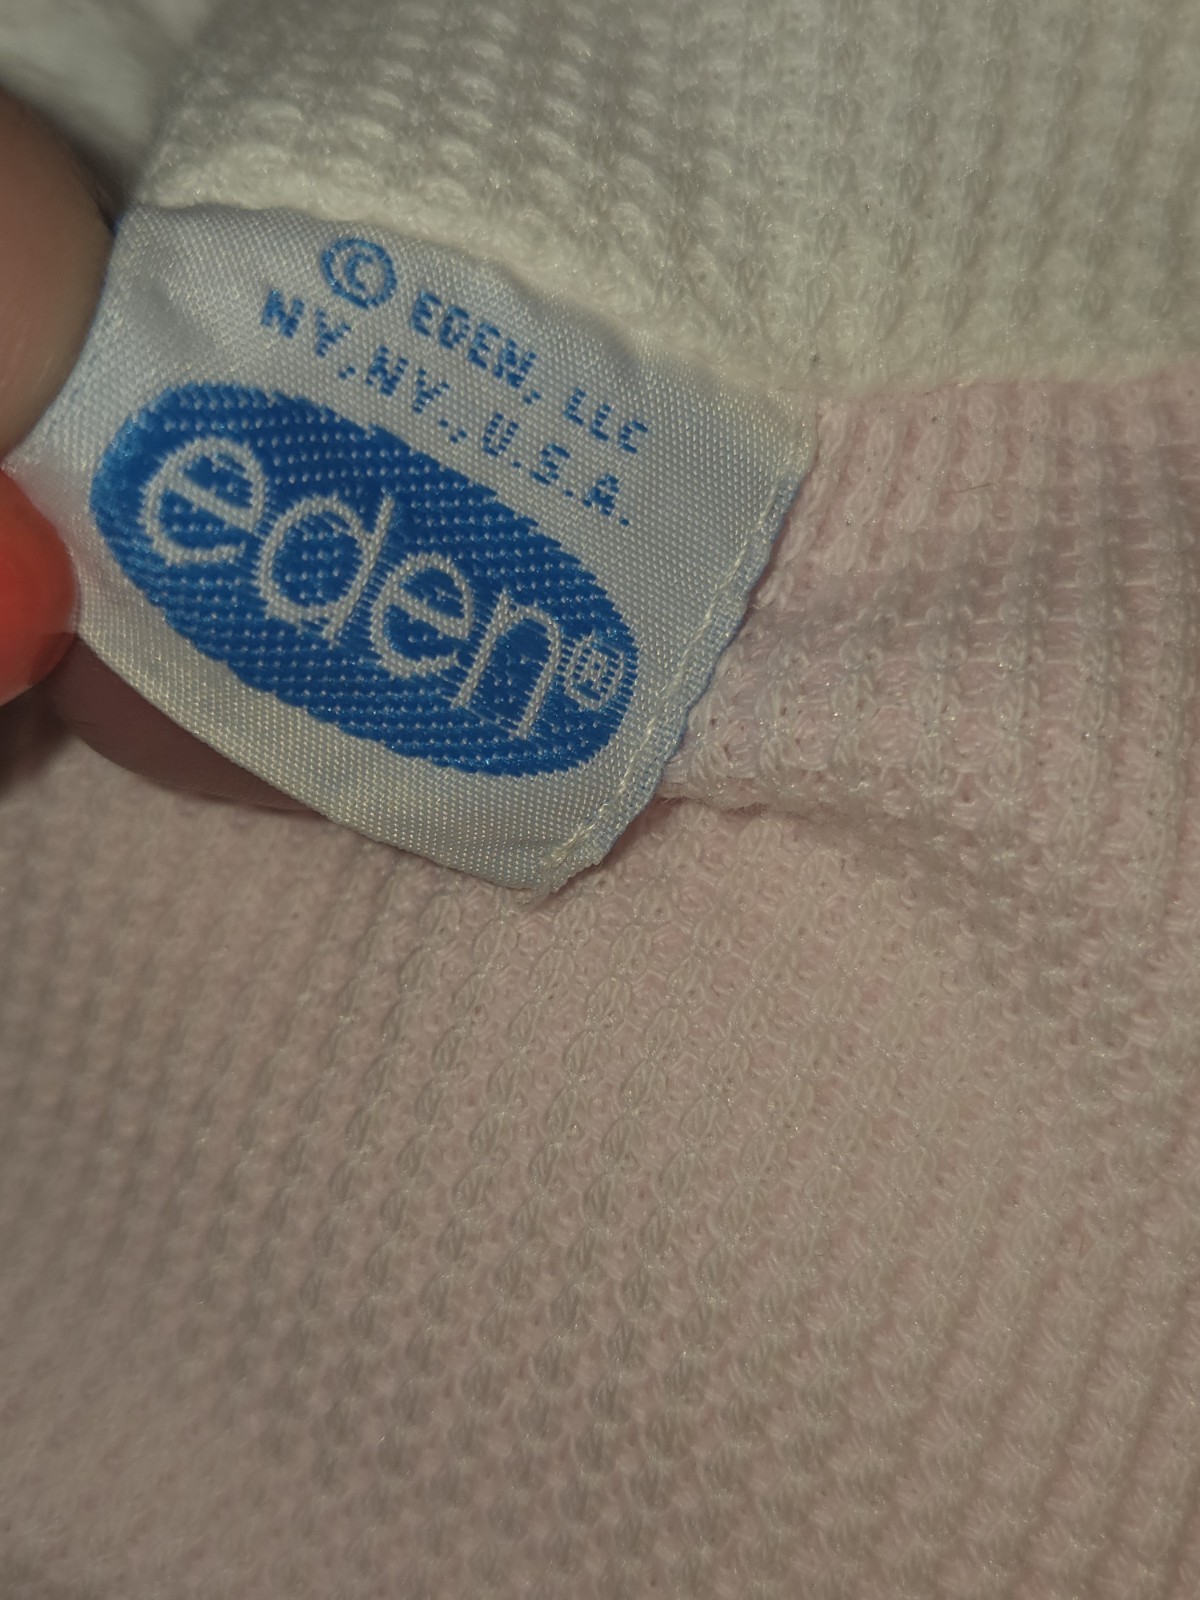 © EDEN, LLC
NY, NY., U.S.A.
eden®